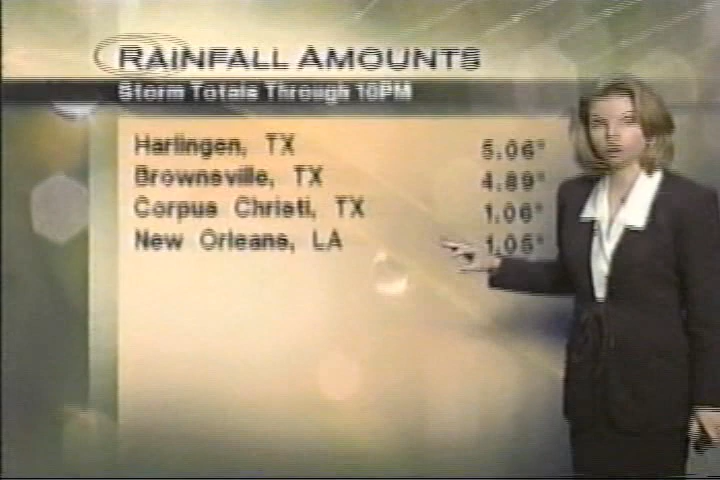 RAINFALL AMOUNTS
Storm Totals Through 10PM
Harlingen, TX 5.06"
Brownsville, TX 4.89"
Corpus Christi, TX 1.06"
New Orleans, LA 1.05"